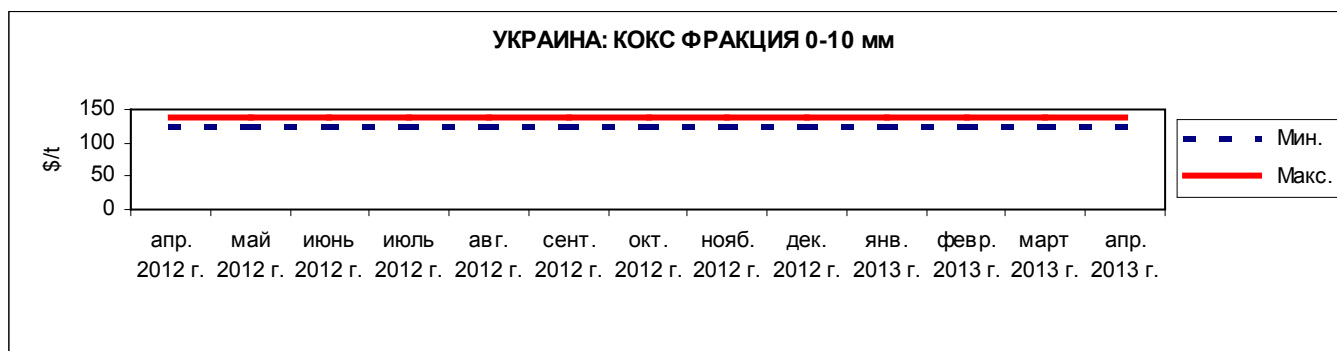 УКРАИНА: КОКС ФРАКЦИЯ 0-10 мм
150
100
50
0
$/t
апр. май июнь июль авг. сент. окт. нояб. дек. янв. февр. март апр.
2012 г. 2012 г. 2012 г. 2012 г. 2012 г. 2012 г. 2012 г. 2012 г. 2012 г. 2013 г. 2013 г. 2013 г. 2013 г.
Мин.
Макс.